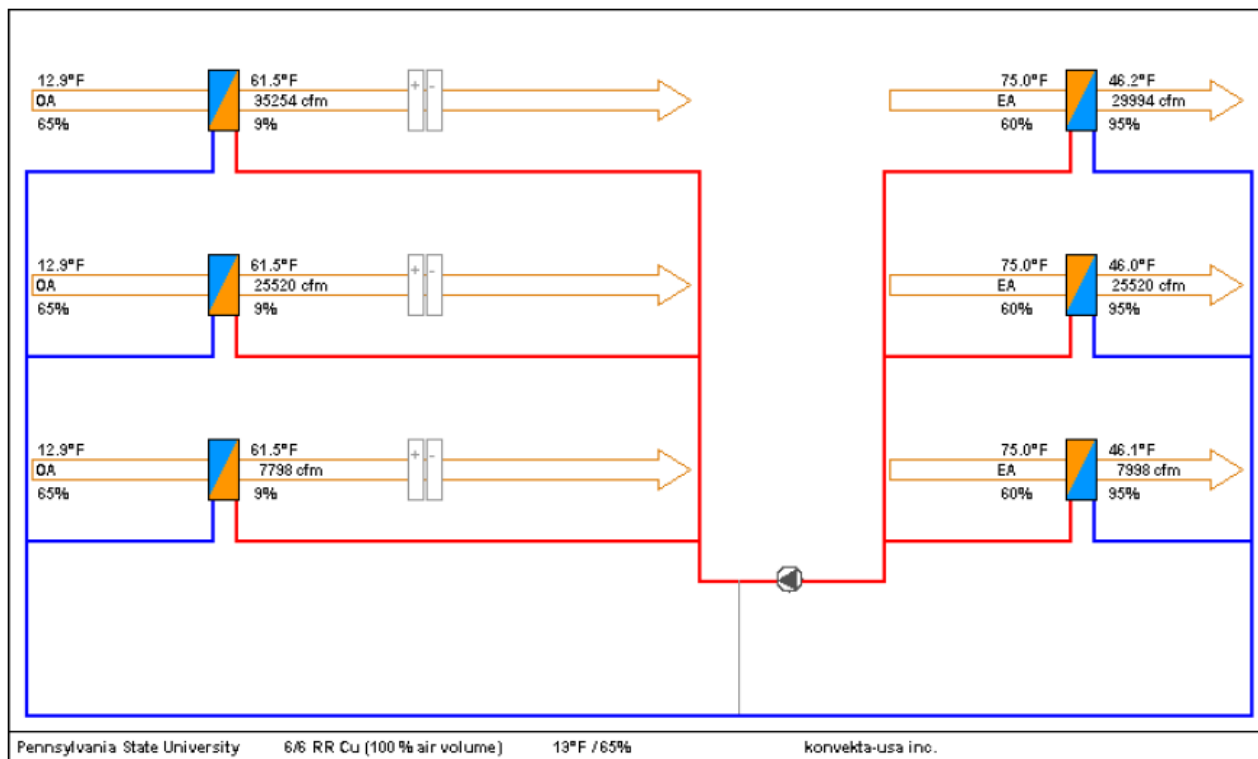 12.9°F 61.5°F 75.0°F 46.2°F
OA 35254 cfm + - EA 29994 cfm
65% 9% 60% 95%
12.9°F 61.5°F 75.0°F 46.0°F
OA 25520 cfm + - EA 25520 cfm
65% 9% 60% 95%
12.9°F 61.5°F 75.0°F 46.1°F
OA 7798 cfm + - EA 7998 cfm
65% 9% 60% 95%
Pennsylvania State University 6/6 RR Cu (100 % air volume) 13°F / 65% konvekta-usa inc.